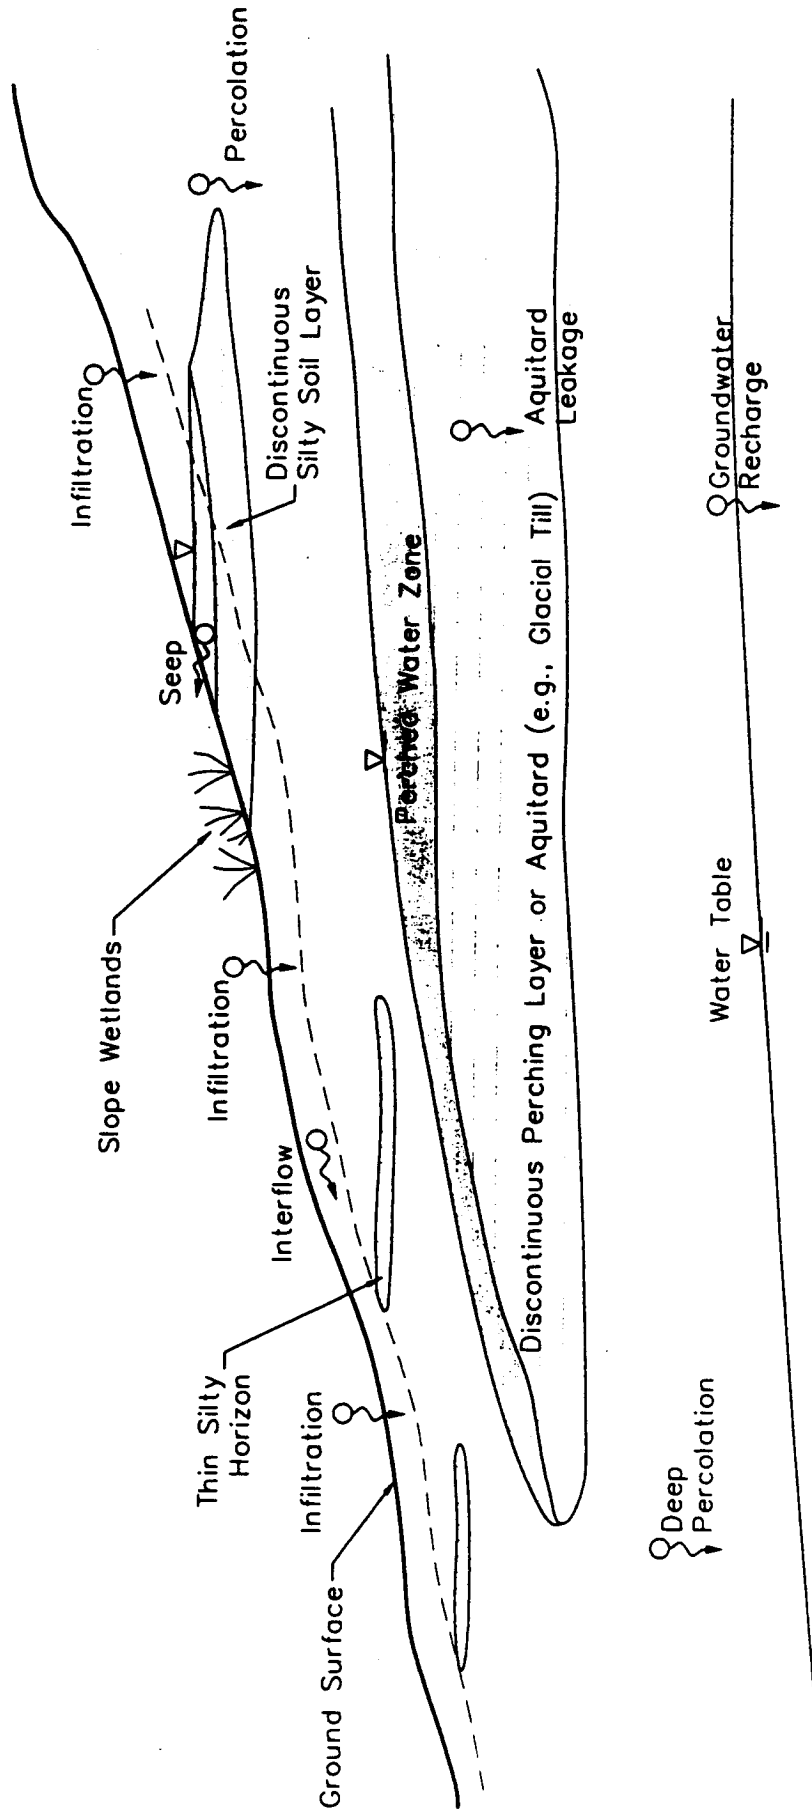 Percolation
Infiltration
Discontinuous
Silty Soil Layer
Seep
Slope Wetlands
Infiltration
Interflow
Thin Silty
Horizon
Infiltration
Ground Surface
Perched Water Zone
Aquitard
Leakage
Discontinuous Perching Layer or Aquitard (e.g., Glacial Till)
Groundwater
Recharge
Water Table
Deep
Percolation